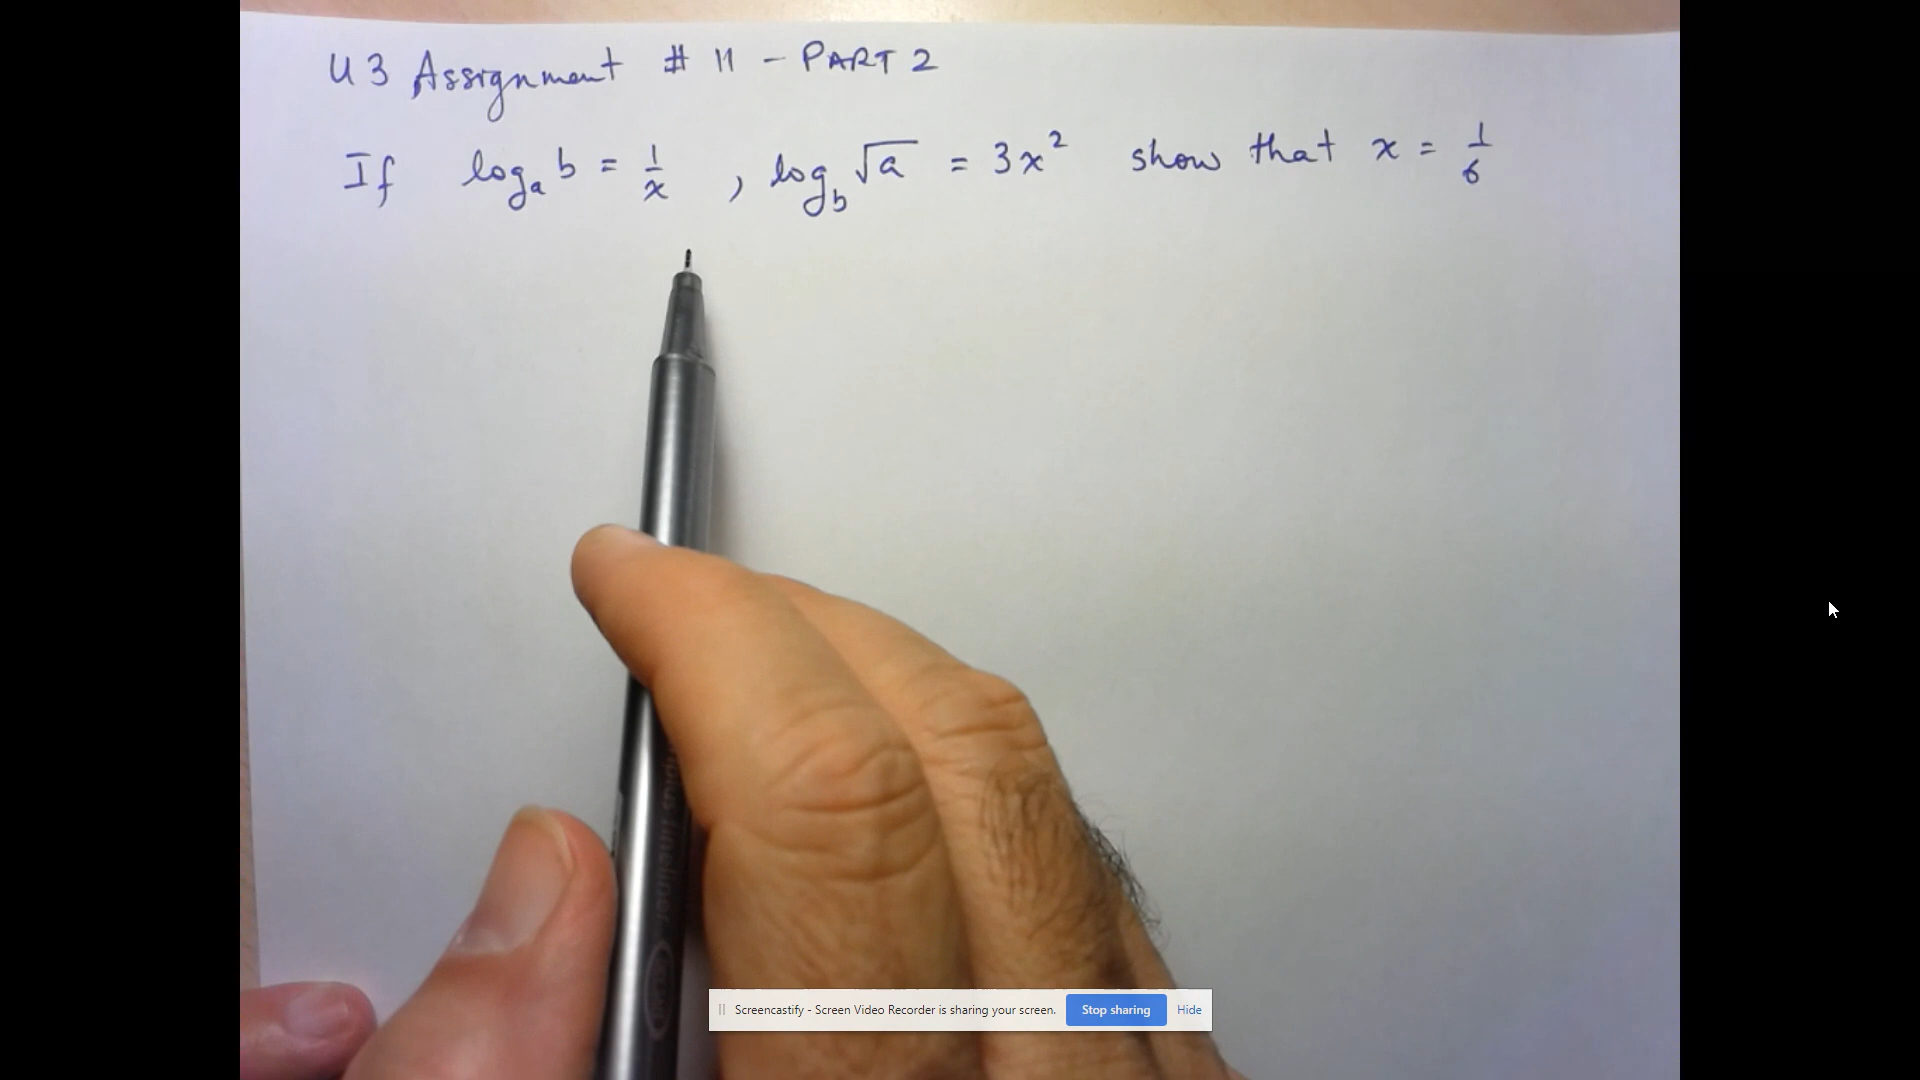 U3 Assignment # 11 - PART 2
If log_a b = 1/x , log_b √a = 3x² show that x = 1/6
Screencastify - Screen Video Recorder is sharing your screen. Stop sharing Hide